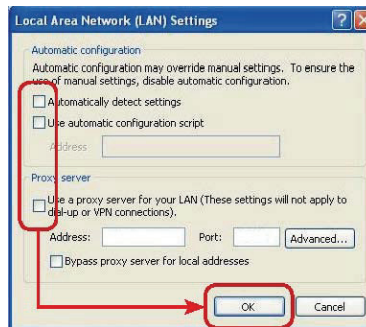 Local Area Network (LAN) Settings
Automatic configuration
Automatic configuration may override manual settings. To ensure the
use of manual settings, disable automatic configuration.
Automatically detect settings
Use automatic configuration script
Address
Proxy server
Use a proxy server for your LAN (These settings will not apply to
dial-up or VPN connections).
Address:
Port:
Advanced...
Bypass proxy server for local addresses
OK
Cancel